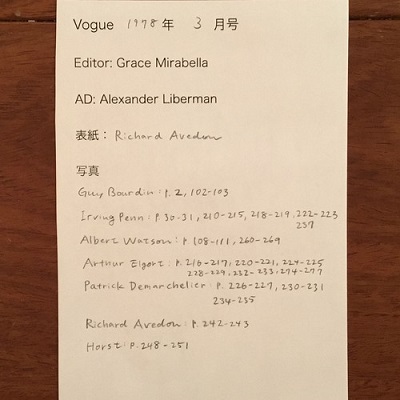 Vogue 1978年 3月号
Editor: Grace Mirabella
AD: Alexander Liberman
表紙： Richard Avedon
写真
Guy Bourdin: P.2, 102-103
Irving Penn: P.30-31, 210-215, 218-219, 222-223
237
Albert Watson: P 108-111, 260-269
Arthur Elgort: P.216-217, 220-221, 224-225
228-229, 232-233, 274-277
Patrick Demarchelier: P.226-227, 230-231
234-235
Richard Avedon: P.242-243
Horst: P.248-251